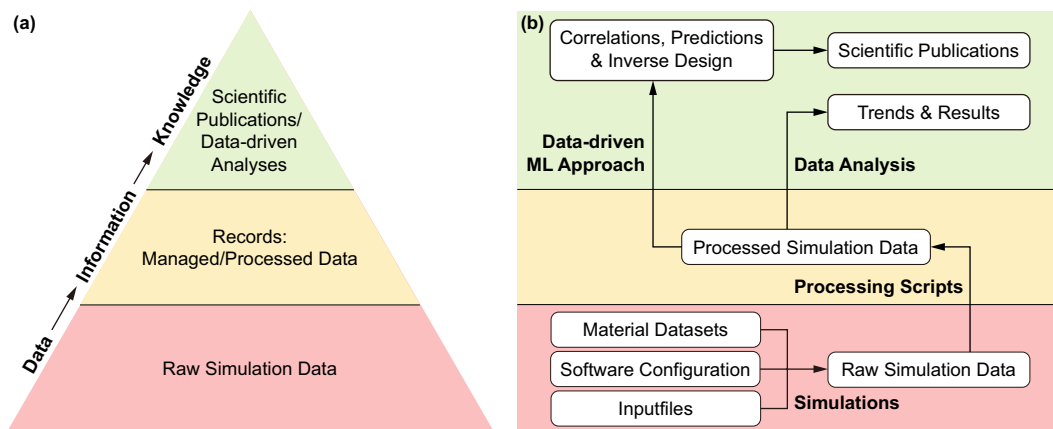 (a)
Scientific
Publications/
Data-driven
Analyses
Records:
Managed/Processed Data
Raw Simulation Data
Data
Information
Knowledge
(b)
Correlations, Predictions
& Inverse Design
Scientific Publications
Trends & Results
Data-driven
ML Approach
Data Analysis
Processed Simulation Data
Processing Scripts
Material Datasets
Software Configuration
Raw Simulation Data
Inputfiles
Simulations